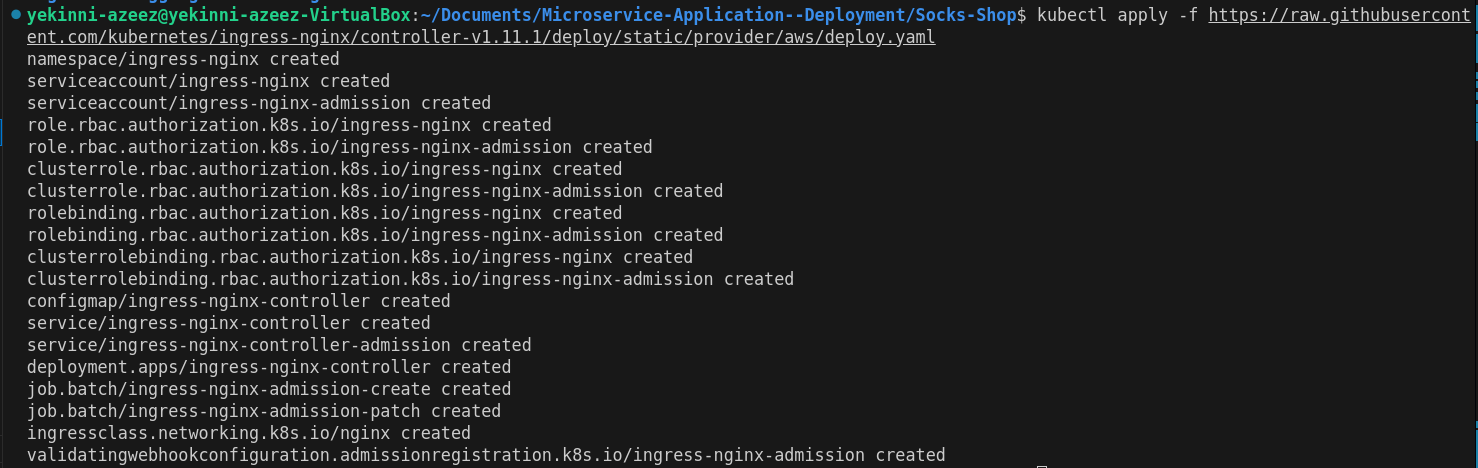 yekinni-azeez@yekinni-azeez-VirtualBox:~/Documents/Microservice-Application--Deployment/Socks-Shop$ kubectl apply -f https://raw.githubusercont
ent.com/kubernetes/ingress-nginx/controller-v1.11.1/deploy/static/provider/aws/deploy.yaml
namespace/ingress-nginx created
serviceaccount/ingress-nginx created
serviceaccount/ingress-nginx-admission created
role.rbac.authorization.k8s.io/ingress-nginx created
role.rbac.authorization.k8s.io/ingress-nginx-admission created
clusterrole.rbac.authorization.k8s.io/ingress-nginx created
clusterrole.rbac.authorization.k8s.io/ingress-nginx-admission created
rolebinding.rbac.authorization.k8s.io/ingress-nginx created
rolebinding.rbac.authorization.k8s.io/ingress-nginx-admission created
clusterrolebinding.rbac.authorization.k8s.io/ingress-nginx created
clusterrolebinding.rbac.authorization.k8s.io/ingress-nginx-admission created
configmap/ingress-nginx-controller created
service/ingress-nginx-controller created
service/ingress-nginx-controller-admission created
deployment.apps/ingress-nginx-controller created
job.batch/ingress-nginx-admission-create created
job.batch/ingress-nginx-admission-patch created
ingressclass.networking.k8s.io/nginx created
validatingwebhookconfiguration.admissionregistration.k8s.io/ingress-nginx-admission created